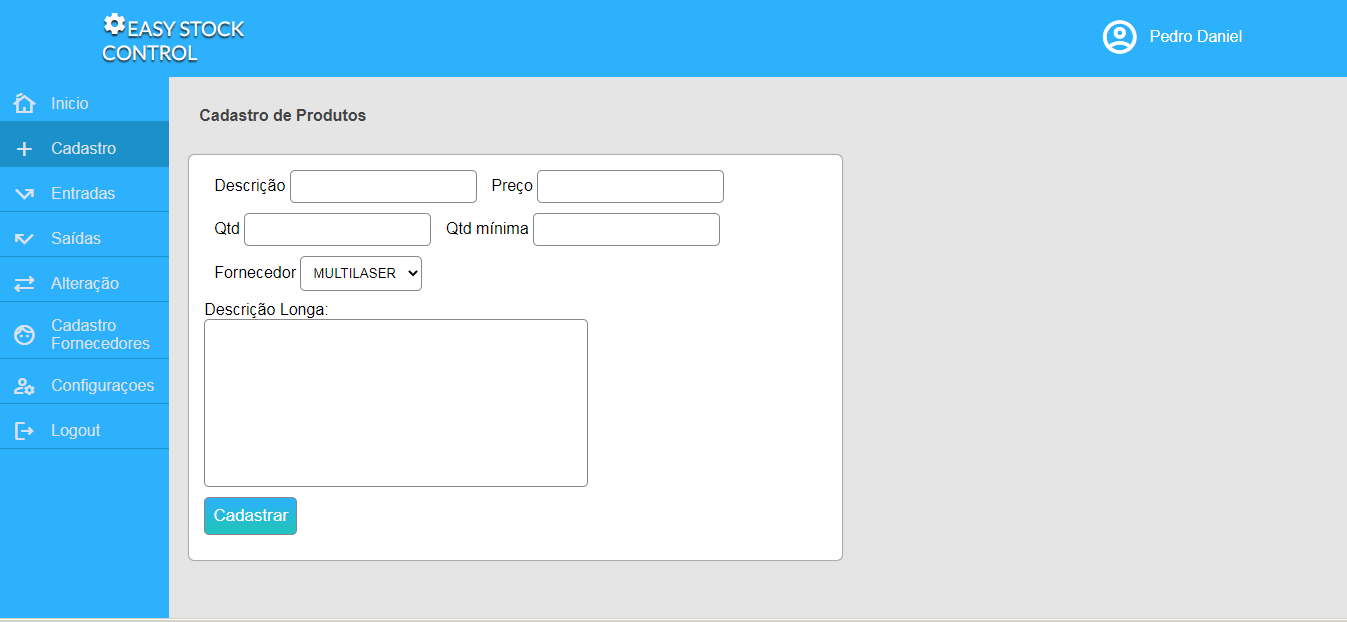 EASY STOCK
CONTROL
Pedro Daniel
Inicio
Cadastro
Entradas
Saídas
Alteração
Cadastro
Fornecedores
Configuraçoes
Logout
Cadastro de Produtos
Descrição
Preço
Qtd
Qtd mínima
Fornecedor
MULTILASER
Descrição Longa:
Cadastrar